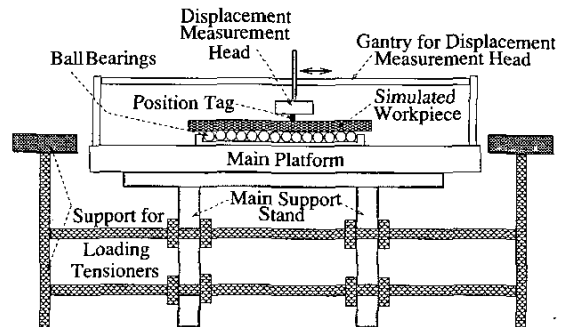 Displacement
Measurement
Head
Gantry for Displacement
Measurement Head
Ball Bearings
Position Tag
Simulated
Workpiece
Main Platform
Main Support
Stand
Support for
Loading
Tensioners